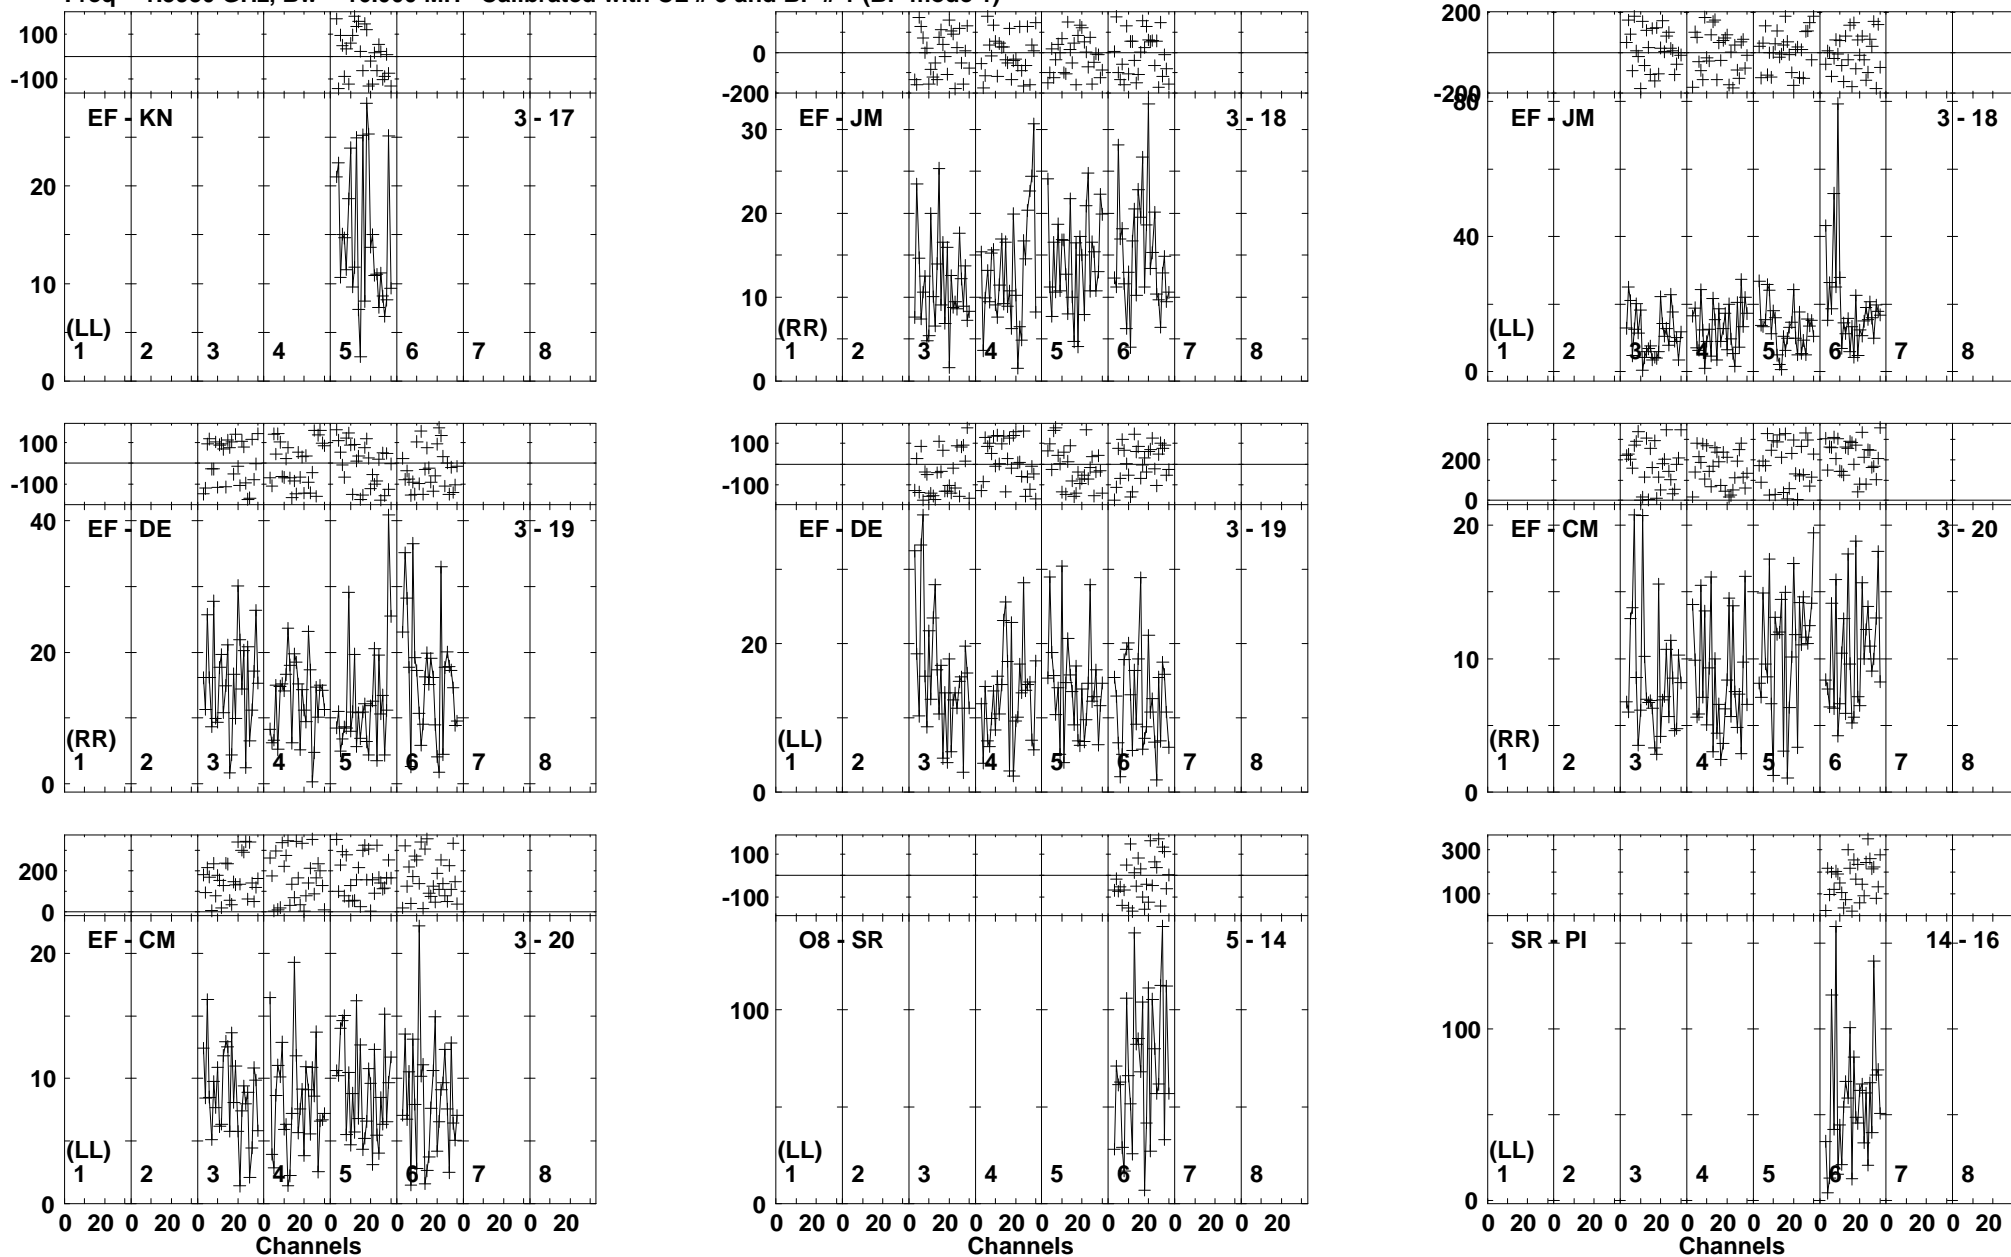 100 200
-100 0
-200 -200
EF - KN 3 - 17 EF - JM 3 - 18 EF - JM 3 - 18
20 10 0 30 20 10 0 80 40 0
(LL) (RR) (LL)
1 2 3 4 5 6 7 8 1 2 3 4 5 6 7 8 1 2 3 4 5 6 7 8
100 -100 100 -100 200 0
EF - DE 3 - 19 EF - DE 3 - 19 EF - CM 3 - 20
40 20 0 20 0 20 10 0
(RR) (LL) (RR)
1 2 3 4 5 6 7 8 1 2 3 4 5 6 7 8 1 2 3 4 5 6 7 8
200 0 100 -100 300 100
EF - CM 3 - 20 O8 - SR 5 - 14 SR - PI 14 - 16
20 10 0 100 0 100 0
(LL) (LL) (LL)
1 2 3 4 5 6 7 8 1 2 3 4 5 6 7 8 1 2 3 4 5 6 7 8
0 20 0 20 0 20 0 20 0 20 0 20 0 20 0 20 0 20 0 20 0 20 0 20 0 20 0 20 0 20 0 20 0 20 0 20 0 20 0 20 0 20 0 20 0 20 0 20
Channels Channels Channels